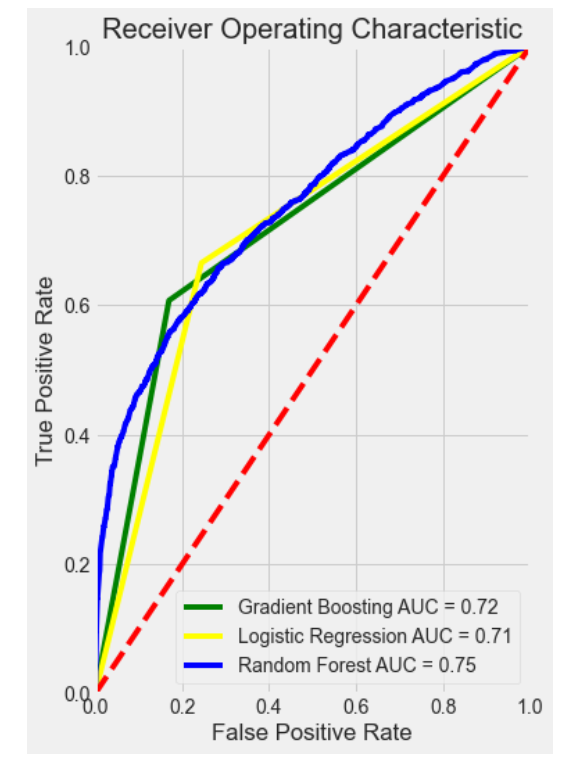 Receiver Operating Characteristic
1.0
0.8
0.6
0.4
0.2
0.0
True Positive Rate
Gradient Boosting AUC = 0.72
Logistic Regression AUC = 0.71
Random Forest AUC = 0.75
0.0 0.2 0.4 0.6 0.8 1.0
False Positive Rate